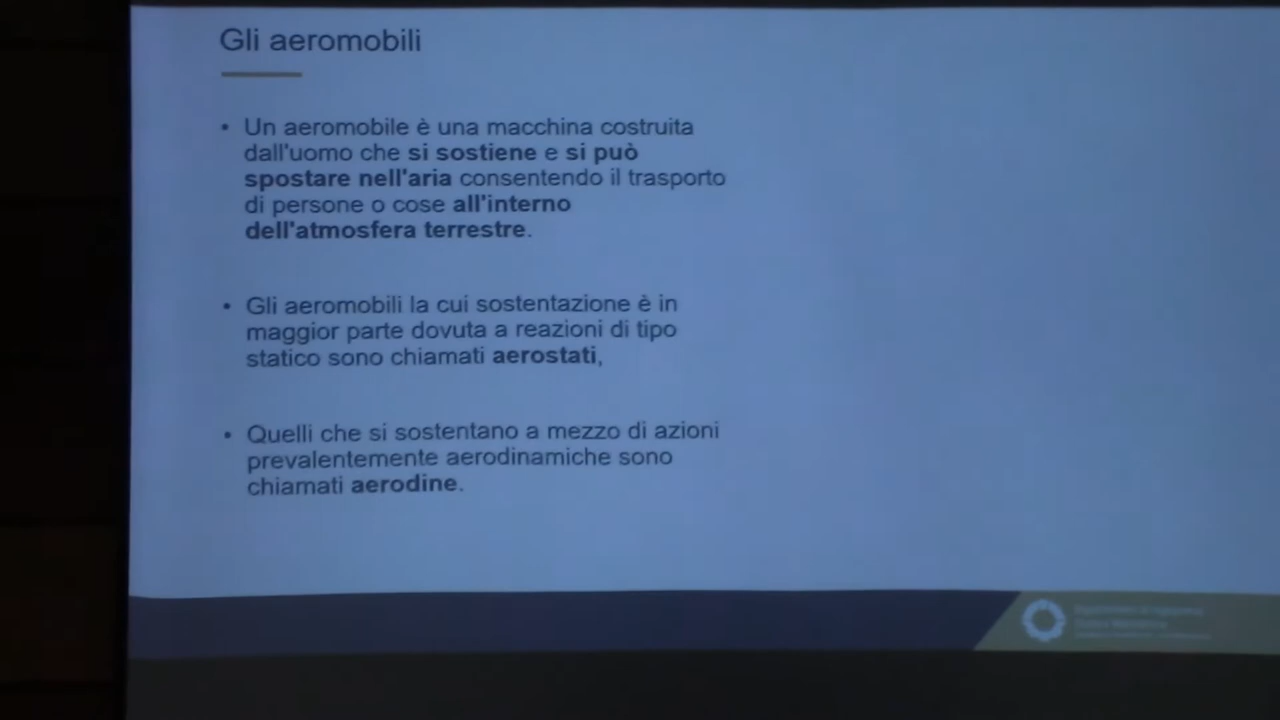 Gli aeromobili
• Un aeromobile è una macchina costruita
dall'uomo che si sostiene e si può
spostare nell'aria consentendo il trasporto
di persone o cose all'interno
dell'atmosfera terrestre.
• Gli aeromobili la cui sostentazione è in
maggior parte dovuta a reazioni di tipo
statico sono chiamati aerostati,
• Quelli che si sostentano a mezzo di azioni
prevalentemente aerodinamiche sono
chiamati aerodine.